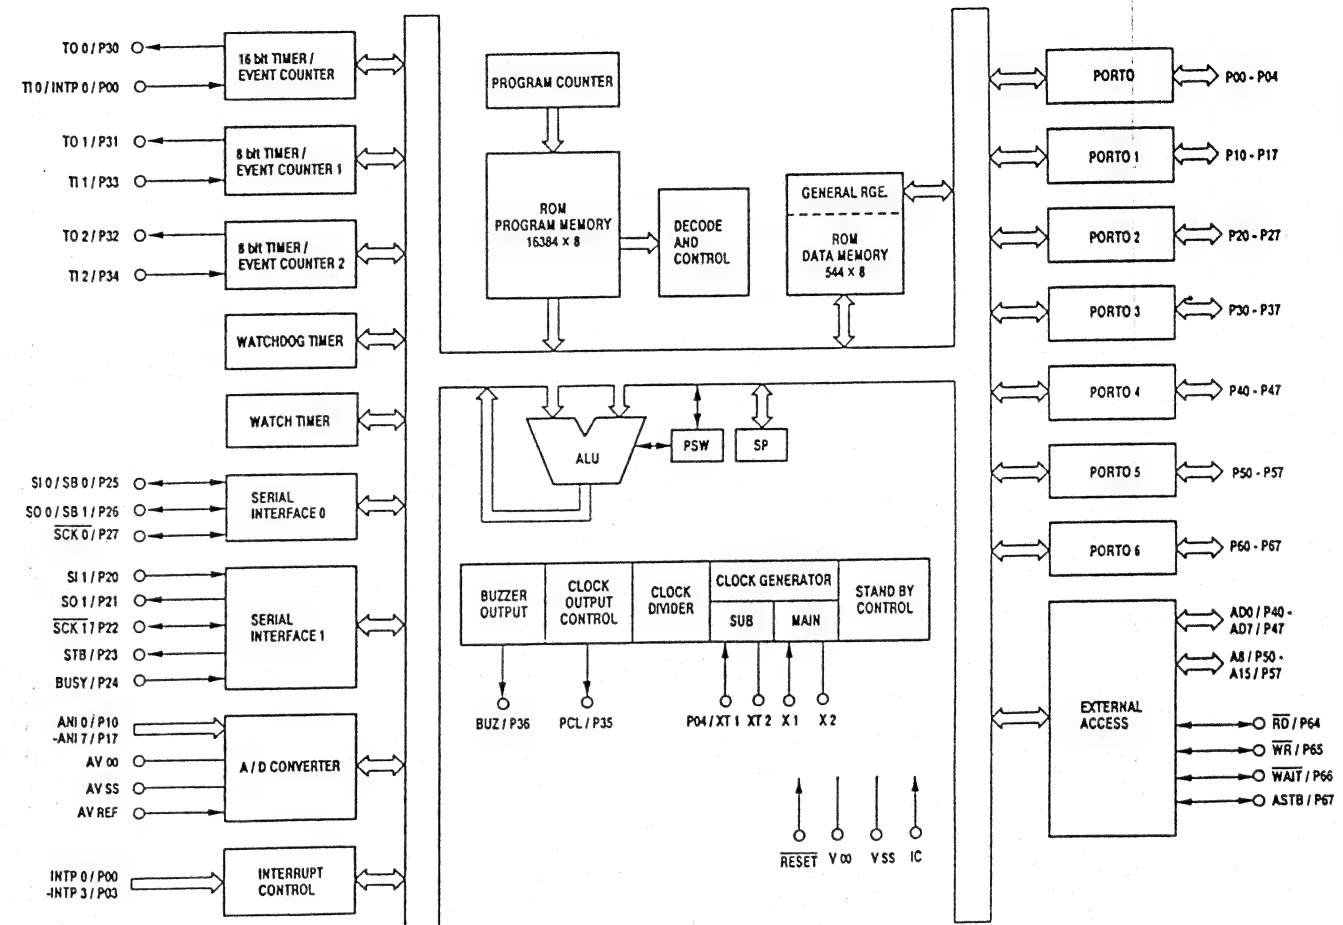 TO 0 / P30
TI 0 / INTP 0 / P00
16 bit TIMER /
EVENT COUNTER
TO 1 / P31
TI 1 / P33
8 bit TIMER /
EVENT COUNTER 1
TO 2 / P32
TI 2 / P34
8 bit TIMER /
EVENT COUNTER 2
WATCHDOG TIMER
WATCH TIMER
SI 0 / SB 0 / P25
SO 0 / SB 1 / P26
SCK 0 / P27
SERIAL
INTERFACE 0
SI 1 / P20
SO 1 / P21
SCK 1 / P22
STB / P23
BUSY / P24
SERIAL
INTERFACE 1
ANI 0 / P10
-ANI 7 / P17
AV DD
AV SS
AV REF
A / D CONVERTER
INTP 0 / P00
-INTP 3 / P03
INTERRUPT
CONTROL
PROGRAM COUNTER
ROM
PROGRAM MEMORY
16384 X 8
DECODE
AND
CONTROL
GENERAL RGE.
ROM
DATA MEMORY
544 X 8
ALU
PSW
SP
BUZZER
OUTPUT
CLOCK
OUTPUT
CONTROL
CLOCK
DIVIDER
CLOCK GENERATOR
SUB
MAIN
STAND BY
CONTROL
BUZ / P36
PCL / P35
P04 / XT 1
XT 2
X 1
X 2
RESET
V DD
V SS
IC
PORTO
P00 - P04
PORTO 1
P10 - P17
PORTO 2
P20 - P27
PORTO 3
P30 - P37
PORTO 4
P40 - P47
PORTO 5
P50 - P57
PORTO 6
P60 - P67
EXTERNAL
ACCESS
AD0 / P40 -
AD7 / P47
A8 / P50 -
A15 / P57
RD / P64
WR / P65
WAIT / P66
ASTB / P67